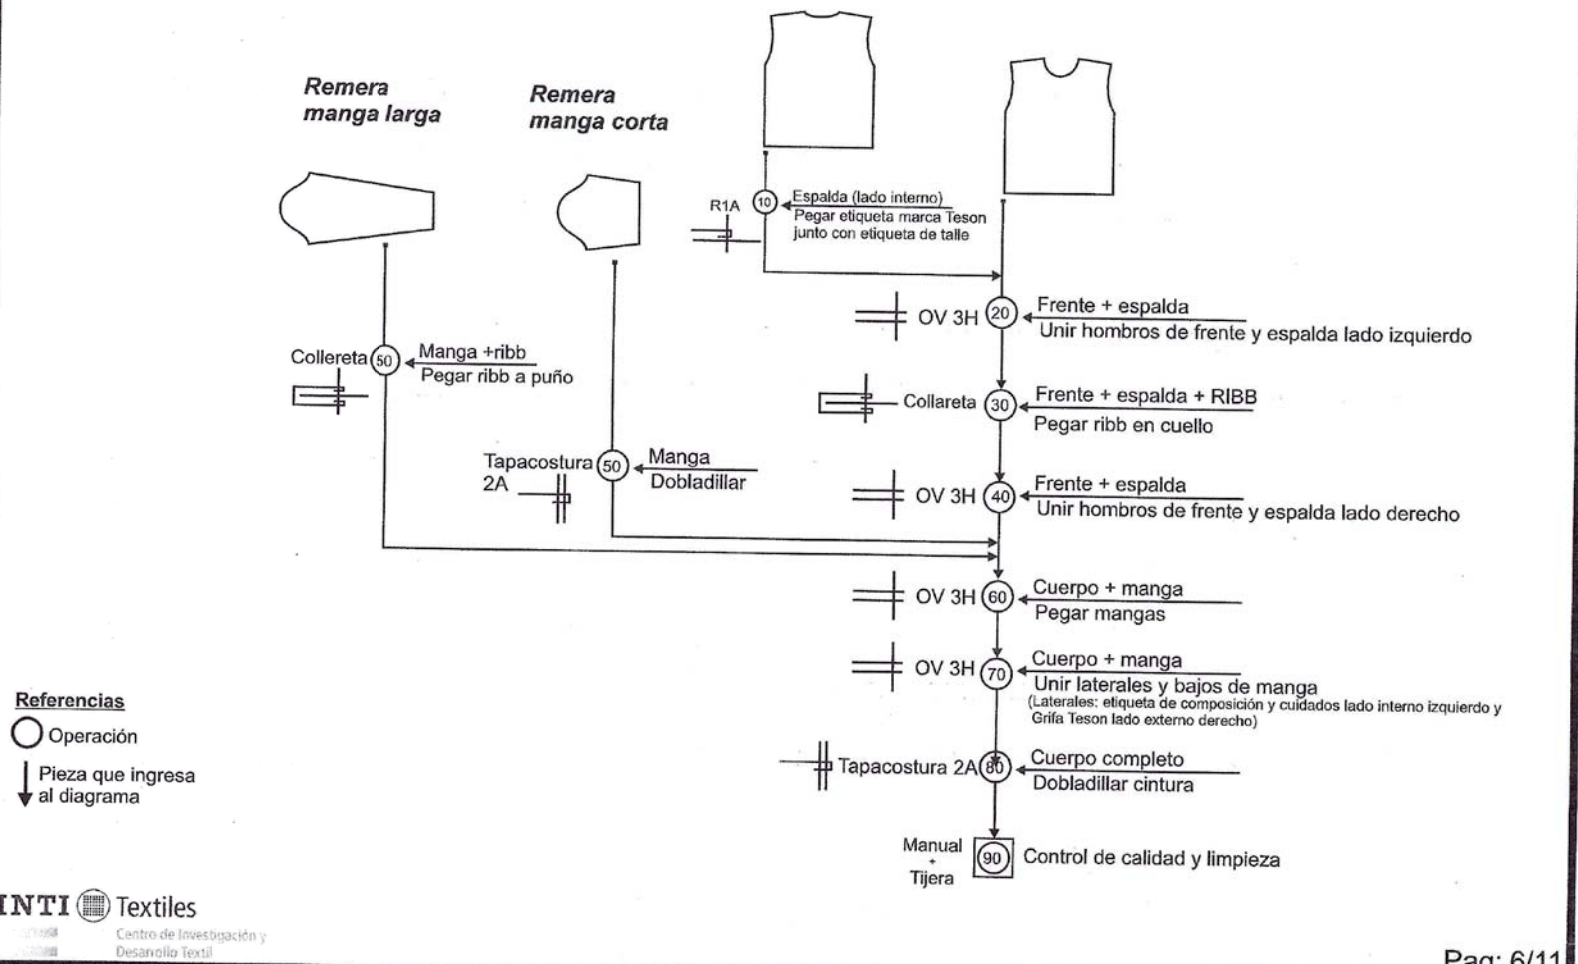 Remera
manga larga
Remera
manga corta
R1A
10
Espalda (lado interno)
Pegar etiqueta marca Teson
junto con etiqueta de talle
OV 3H
20
Frente + espalda
Unir hombros de frente y espalda lado izquierdo
Collereta
50
Manga +ribb
Pegar ribb a puño
Collareta
30
Frente + espalda + RIBB
Pegar ribb en cuello
Tapacostura
2A
50
Manga
Dobladillar
OV 3H
40
Frente + espalda
Unir hombros de frente y espalda lado derecho
OV 3H
60
Cuerpo + manga
Pegar mangas
OV 3H
70
Cuerpo + manga
Unir laterales y bajos de manga
(Laterales: etiqueta de composición y cuidados lado interno izquierdo y
Grifa Teson lado externo derecho)
Referencias
Operación
Pieza que ingresa
al diagrama
Tapacostura 2A
80
Cuerpo completo
Dobladillar cintura
Manual
+
Tijera
90
Control de calidad y limpieza
INTI Textiles
Centro de Investigación y
Desarrollo Textil
Pag: 6/11